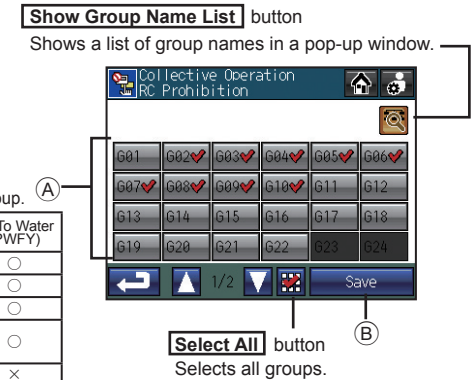 Show Group Name List button
Shows a list of group names in a pop-up window.
Collective Operation
RC Prohibition
G01 G02 G03 G04 G05 G06
G07 G08 G09 G10 G11 G12
G13 G14 G15 G16 G17 G18
G19 G20 G21 G22 G23 G24
1/2 Save
A
B
Select All button
Selects all groups.
oup.
To Water
PWFY)
○
○
○
○
×